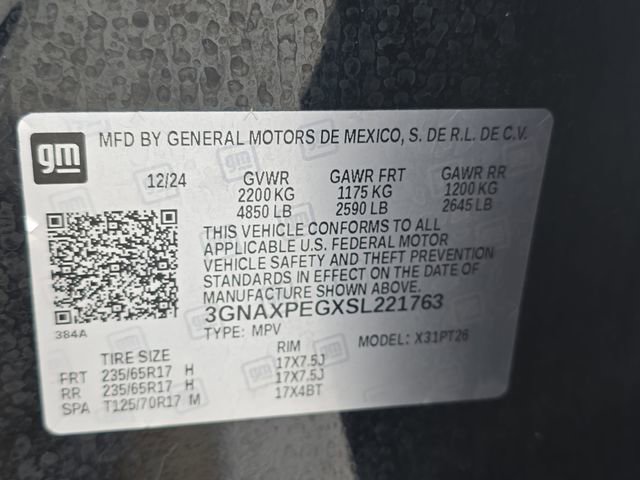 gm MFD BY GENERAL MOTORS DE MEXICO, S. DE R.L. DE C.V.
12/24 GVWR GAWR FRT GAWR RR
2200 KG 1175 KG 1200 KG
4850 LB 2590 LB 2645 LB
THIS VEHICLE CONFORMS TO ALL
APPLICABLE U.S. FEDERAL MOTOR
VEHICLE SAFETY AND THEFT PREVENTION
STANDARDS IN EFFECT ON THE DATE OF
MANUFACTURE SHOWN ABOVE.
3GNAXPEGXSL221763
384A
TYPE: MPV MODEL: X31PT26
TIRE SIZE RIM
FRT 235/65R17 H 17X7.5J
RR 235/65R17 H 17X7.5J
SPA T125/70R17 M 17X4BT